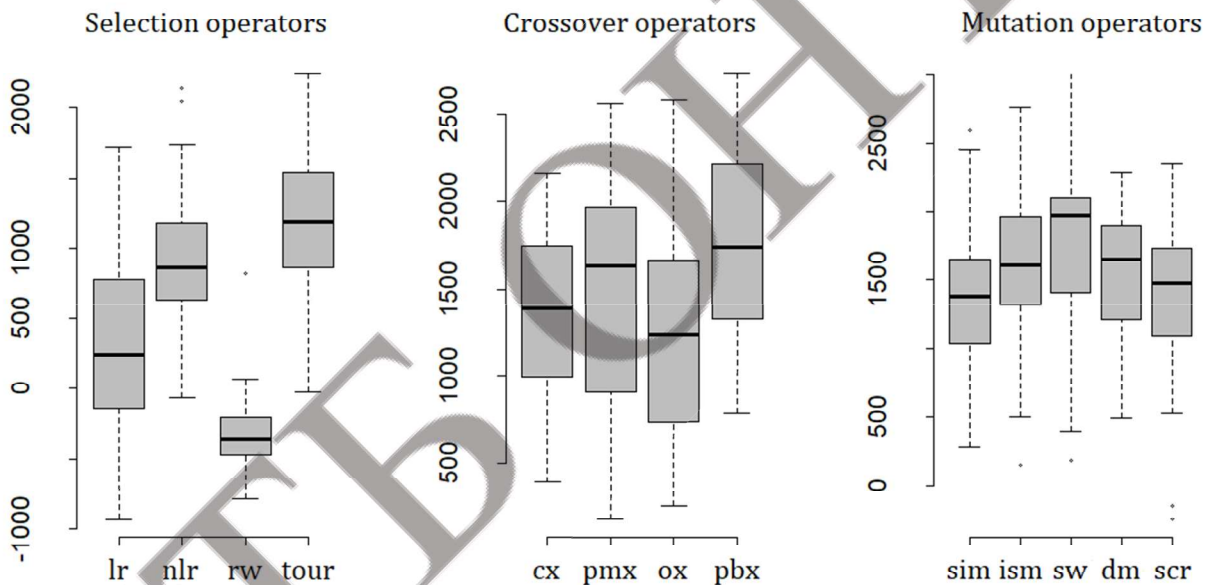 Selection operators
Crossover operators
Mutation operators
2000
1000
500
0
-1000
lr nlr rw tour
2500
2000
1500
1000
500
cx pmx ox pbx
2500
1500
500
0
sim ism sw dm scr